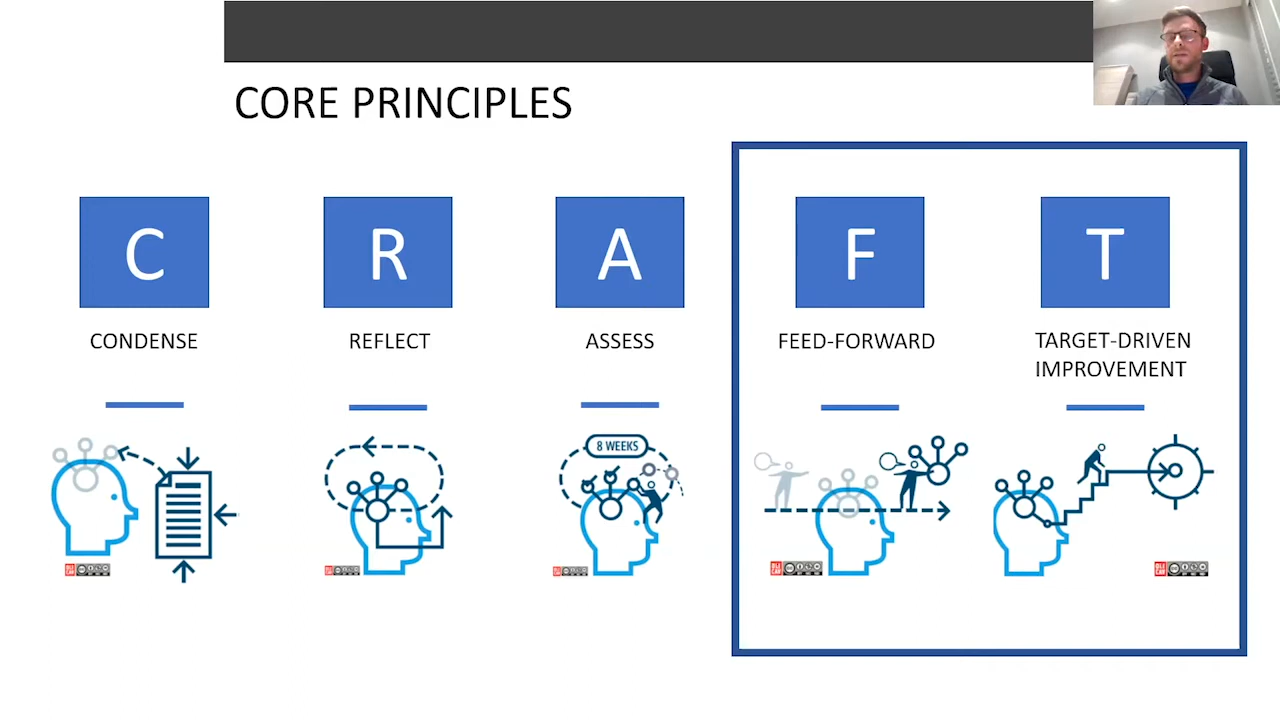 CORE PRINCIPLES
C
R
A
F
T
CONDENSE
REFLECT
ASSESS
FEED-FORWARD
TARGET-DRIVEN
IMPROVEMENT
8 WEEKS